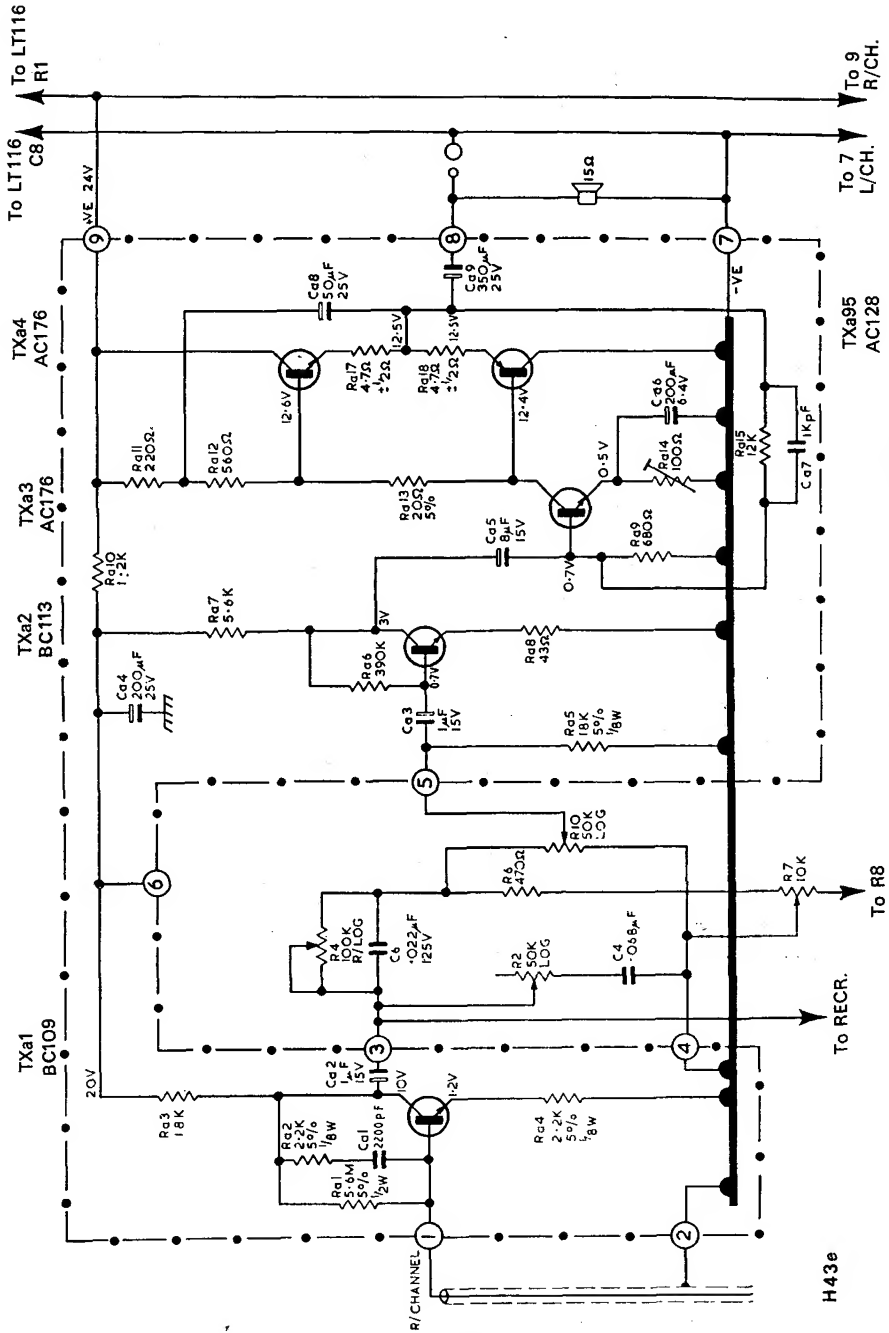 To LT116
R1
To LT116
C8
+VE 24V
9
8
7
-VE
15Ω
To 9
R/CH.
To 7
L/CH.
TXa4
AC176
TXa3
AC176
TXa2
BC113
TXa1
BC109
TXa95
AC128
Ca8
50µF
25V
Ca9
350µF
25V
12.5V
Ra17
4.7Ω
±½Ω
12.5V
Ra18
4.7Ω
±½Ω
12.6V
12.4V
Ra11
220Ω
Ra12
560Ω
Ra13
20Ω
5%
Ca6
200µF
6.4V
0.5V
Ra14
100Ω
Ra15
12K
1KpF
Ca7
Ra10
1.2K
Ca5
8µF
15V
0.7V
Ra9
680Ω
Ra7
5.6K
3V
Ra6
390K
0.7V
Ra8
43Ω
Ca4
200µF
25V
Ca3
1µF
15V
Ra5
18K
5%
⅛W
6
5
R10
50K
LOG
R4
100K
R/LOG
C6
.022µF
125V
R6
470Ω
R7
10K
To R8
R2
50K
LOG
C4
.068µF
To RECR.
3
4
20V
Ra3
18K
Ca2
1µF
15V
10V
1.2V
Ra2
2.2K
5%
⅛W
Ca1
2200pf
Ra1
5.6M
5%
½W
Ra4
2.2K
5%
⅛W
1
2
R/CHANNEL
H43e